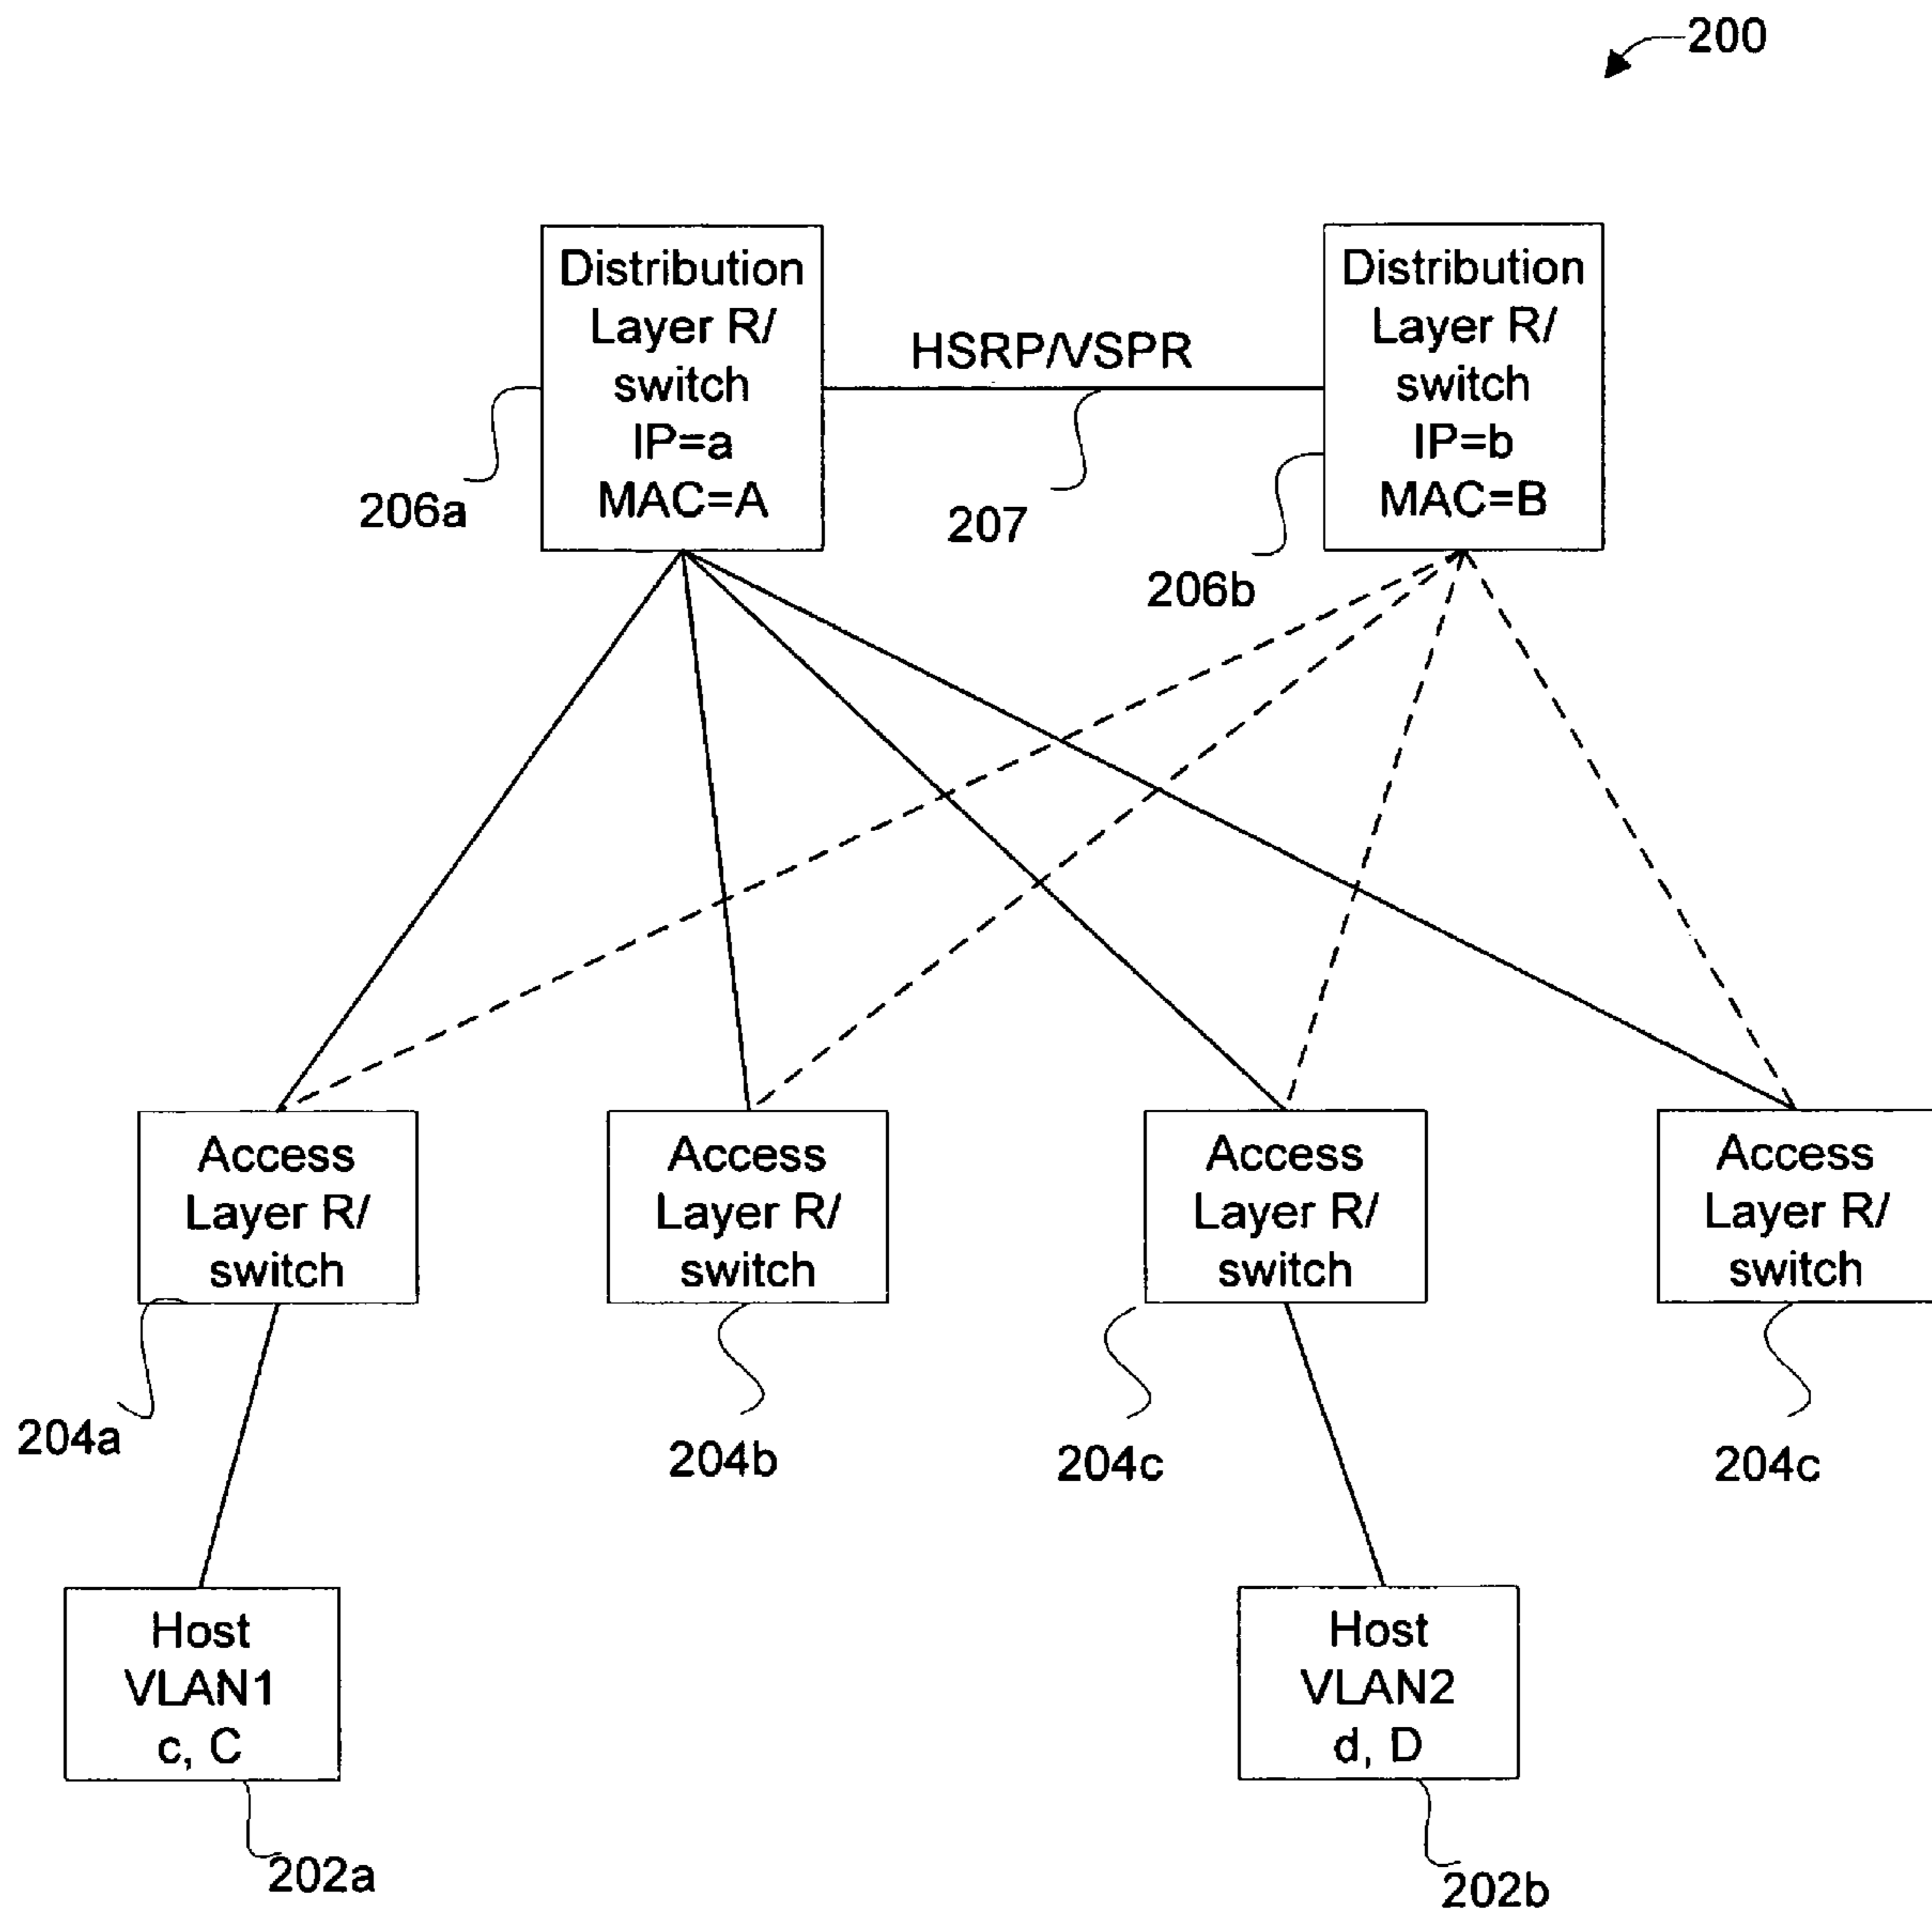 200
Distribution
Layer R/
switch
IP=a
MAC=A
HSRP/VSPR
Distribution
Layer R/
switch
IP=b
MAC=B
206a
207
206b
Access
Layer R/
switch
Access
Layer R/
switch
Access
Layer R/
switch
Access
Layer R/
switch
204a
204b
204c
204c
Host
VLAN1
c, C
Host
VLAN2
d, D
202a
202b